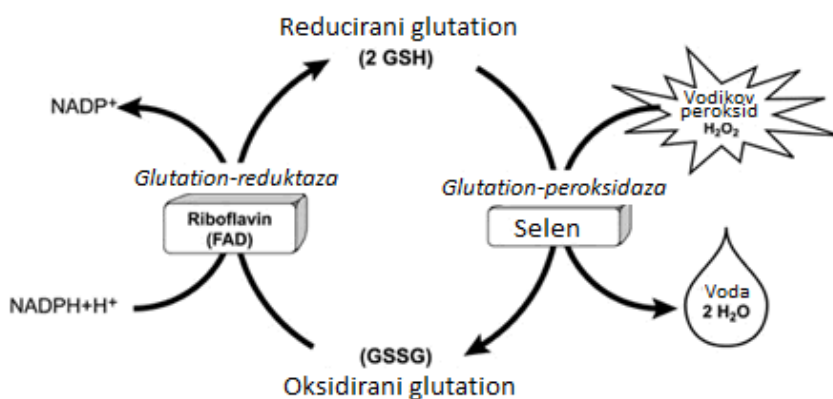 Reducirani glutation
(2 GSH)
NADP⁺
Vodikov
peroksid
H₂O₂
Glutation-reduktaza
Glutation-peroksidaza
Riboflavin
(FAD)
Selen
NADPH+H⁺
Voda
2 H₂O
(GSSG)
Oksidirani glutation